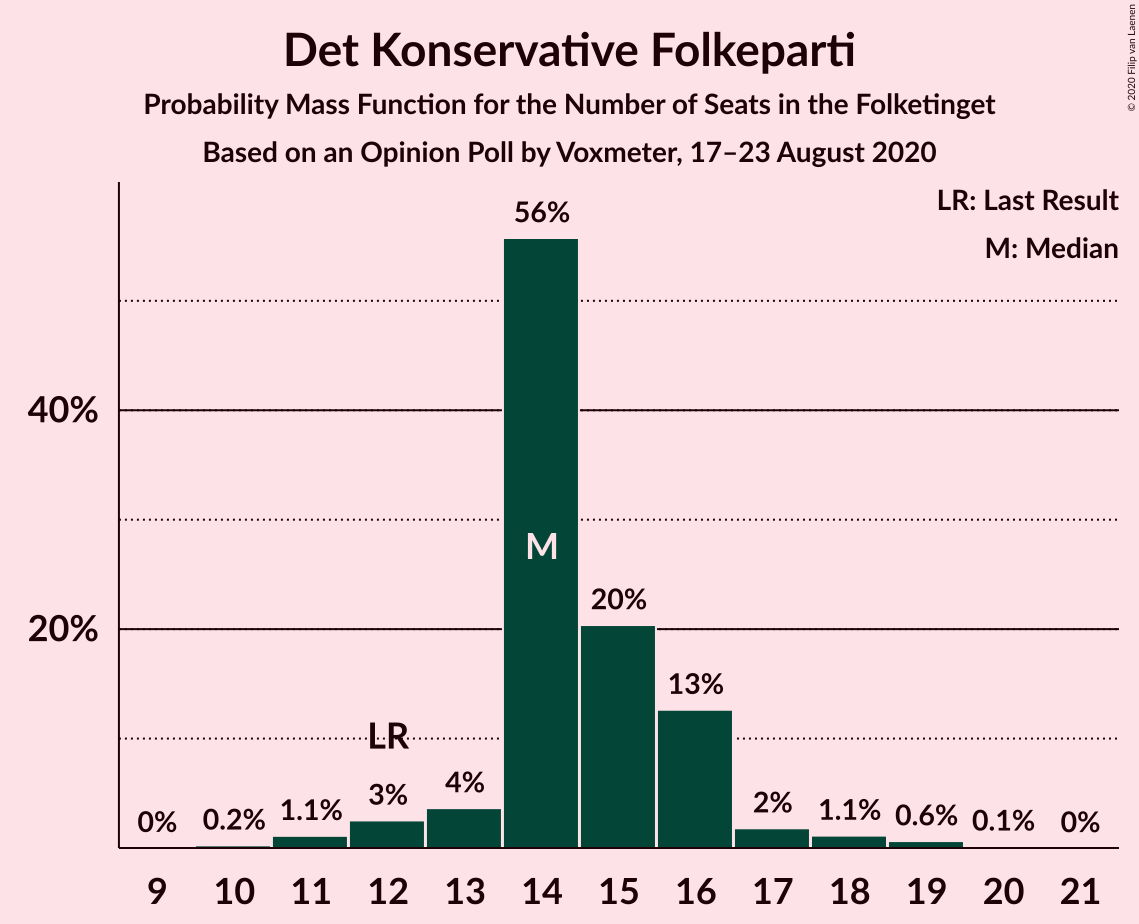 Det Konservative Folkeparti
Probability Mass Function for the Number of Seats in the Folketinget
Based on an Opinion Poll by Voxmeter, 17–23 August 2020
© 2020 Filip van Laenen
LR: Last Result
M: Median
56%
40%
M
20%
20%
13%
LR
0%
0.2%
1.1%
3%
4%
2%
1.1%
0.6%
0.1%
0%
9 10 11 12 13 14 15 16 17 18 19 20 21